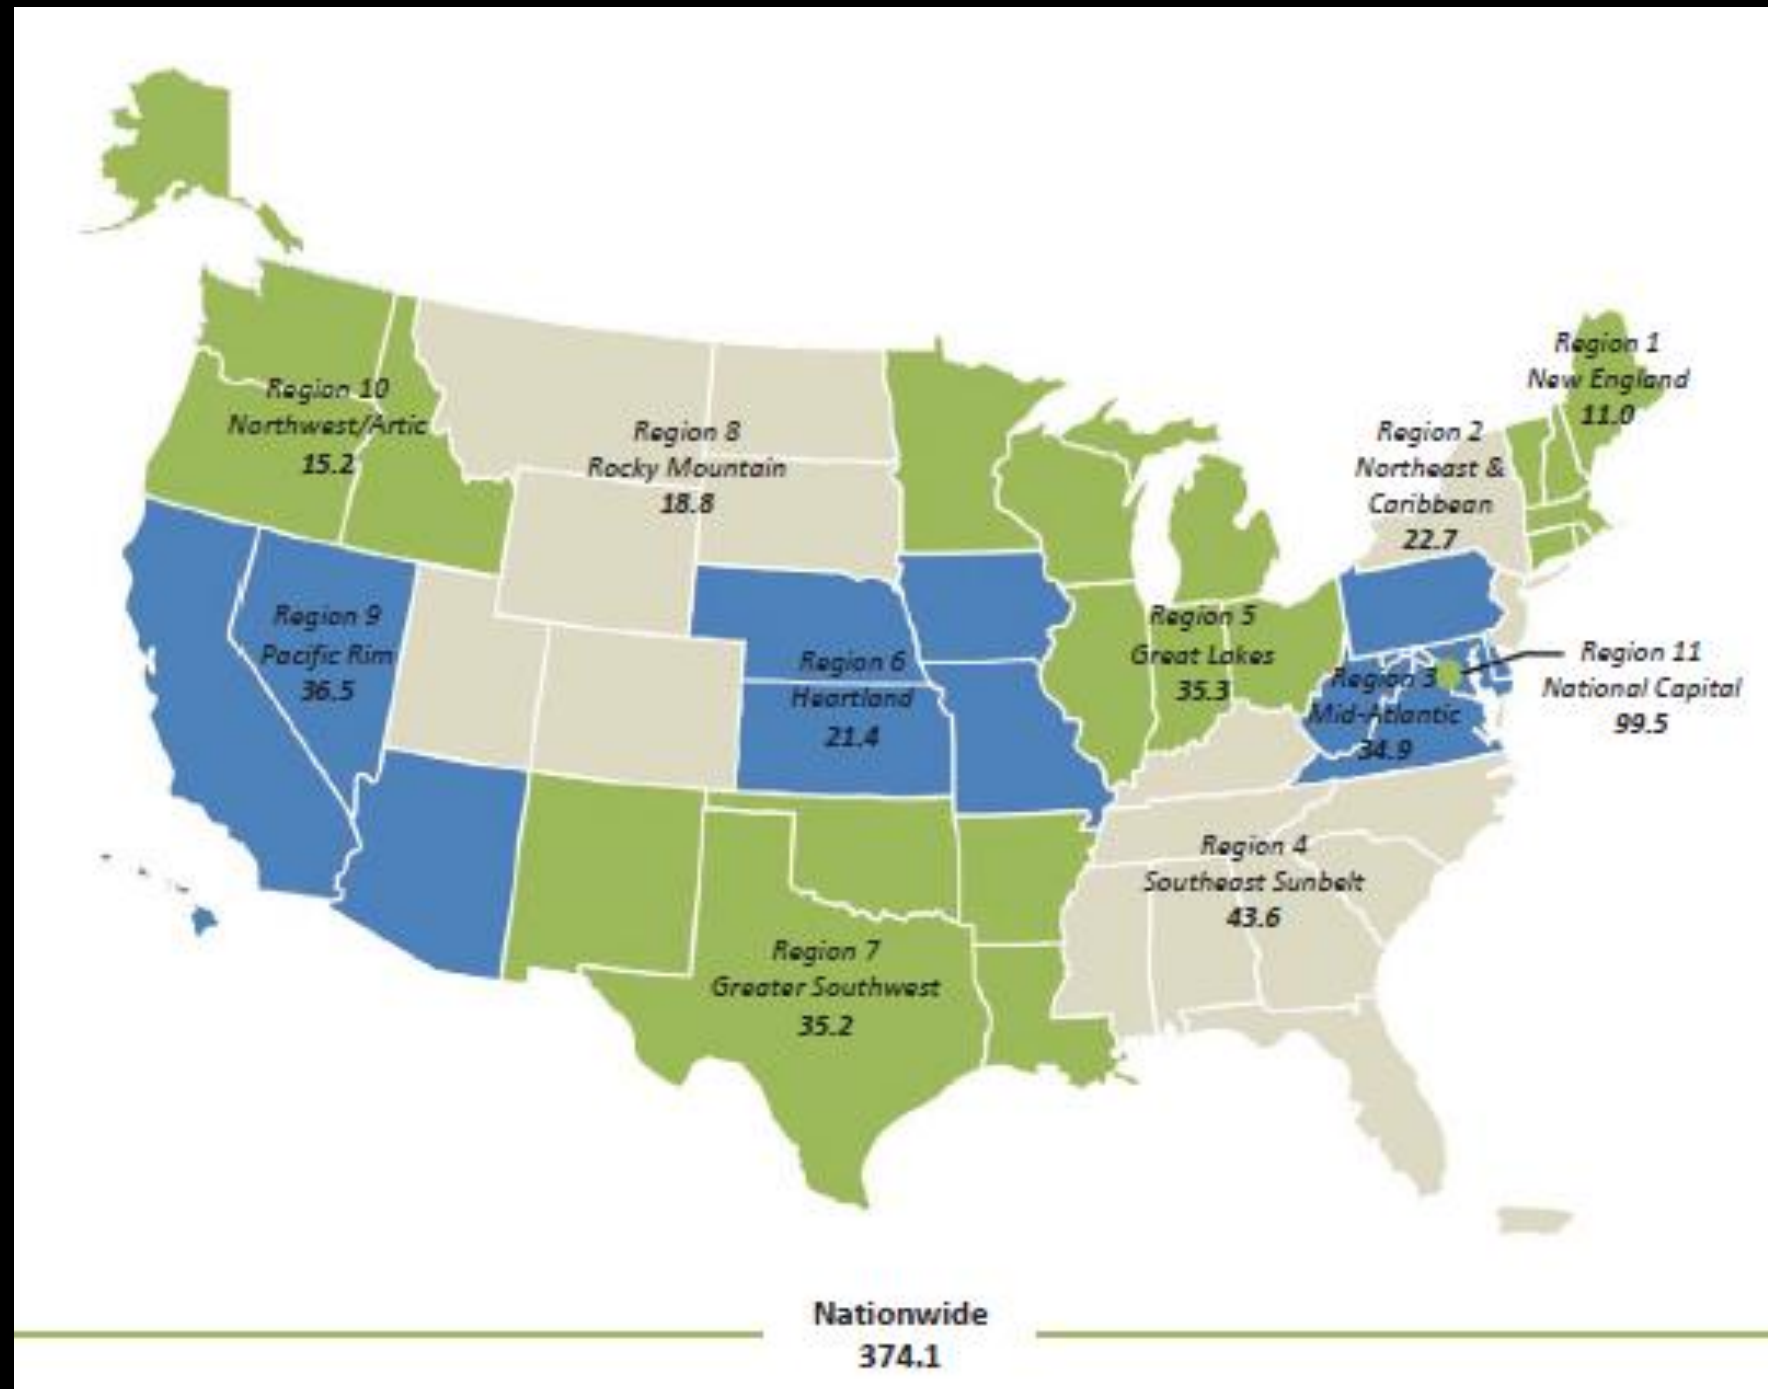 Region 1
New England
11.0
Region 10
Northwest/Artic
15.2
Region 8
Rocky Mountain
18.8
Region 2
Northeast &
Caribbean
22.7
Region 9
Pacific Rim
36.5
Region 6
Heartland
21.4
Region 5
Great Lakes
35.3
Region 3
Mid-Atlantic
34.9
Region 11
National Capital
99.5
Region 4
Southeast Sunbelt
43.6
Region 7
Greater Southwest
35.2
Nationwide
374.1